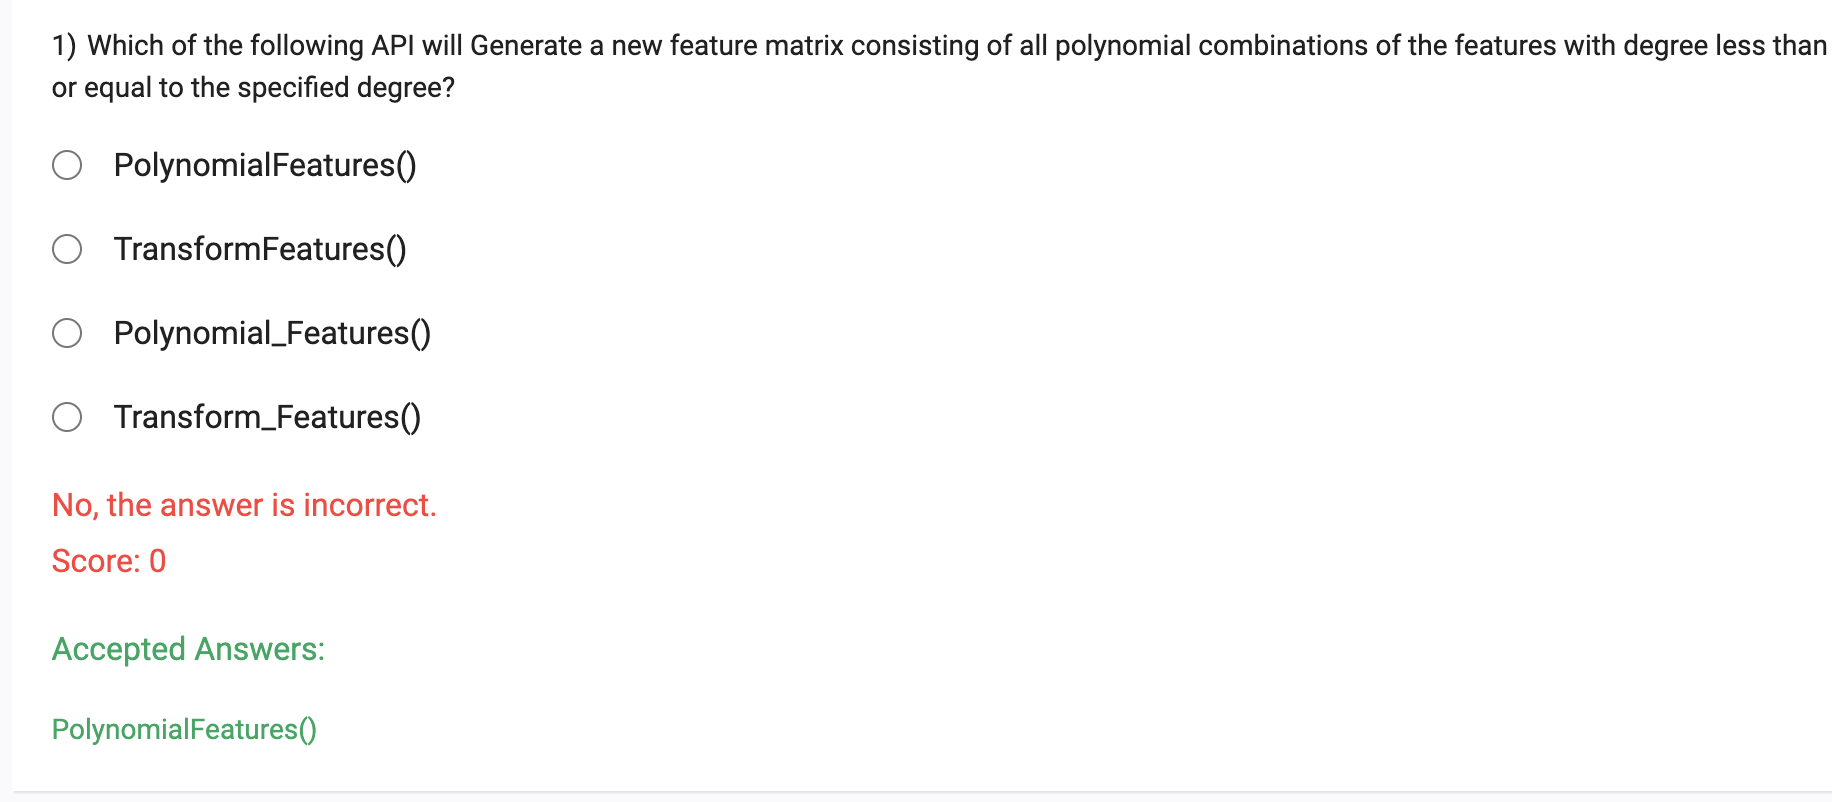 1) Which of the following API will Generate a new feature matrix consisting of all polynomial combinations of the features with degree less than
or equal to the specified degree?
PolynomialFeatures()
TransformFeatures()
Polynomial_Features()
Transform_Features()
No, the answer is incorrect.
Score: 0
Accepted Answers:
PolynomialFeatures()